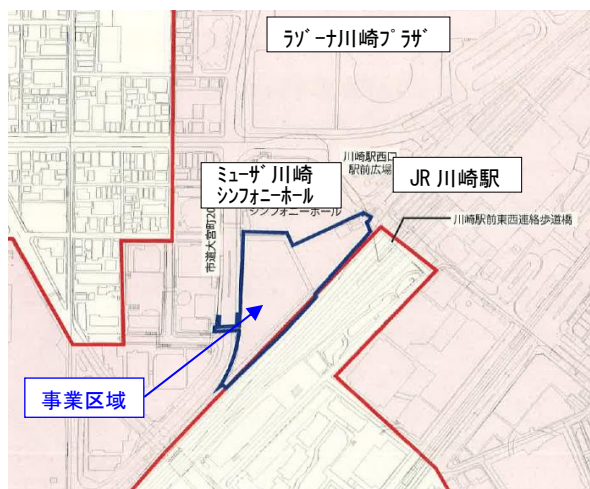 ﾗｿﾞｰﾅ川崎ﾌﾟﾗｻﾞ
川崎駅西口
駅前広場
ﾐｭｰｻﾞ川崎
ｼﾝﾌｫﾆｰﾎｰﾙ
シンフォニーホール
JR 川崎駅
川崎駅前東西連絡歩道橋
市道大宮町20
事業区域